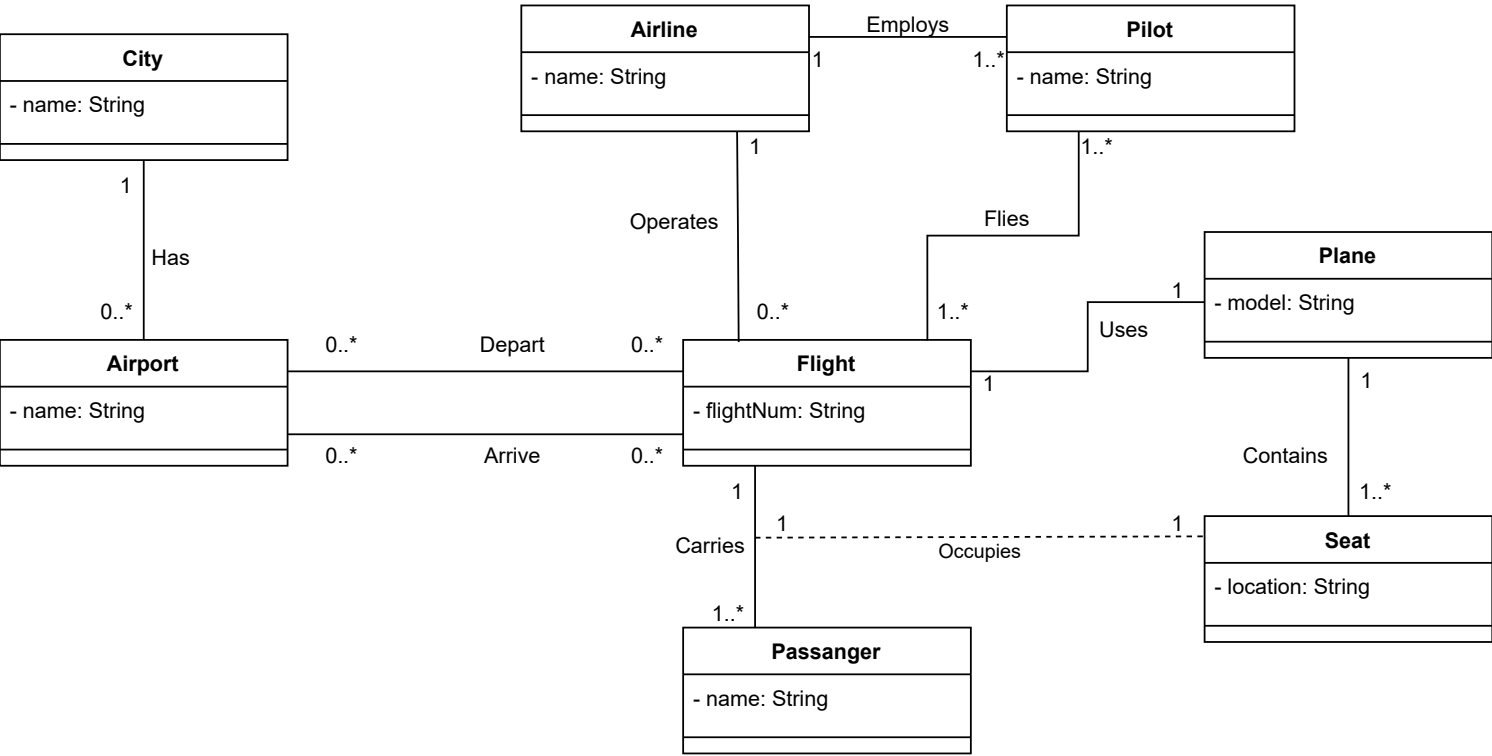 City
- name: String
Airline
- name: String
Employs
1
1..*
Pilot
- name: String
1
Has
0..*
1
Operates
0..*
1..*
Flies
1..*
Plane
- model: String
1
Uses
1
Airport
- name: String
0..*
Depart
0..*
0..*
Arrive
0..*
Flight
- flightNum: String
1
Contains
1..*
1
Carries
1..*
1
Occupies
1
Seat
- location: String
Passanger
- name: String